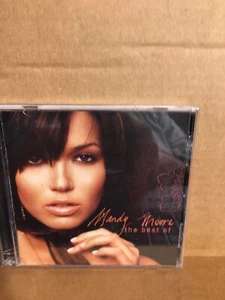 Mandy Moore
the best of